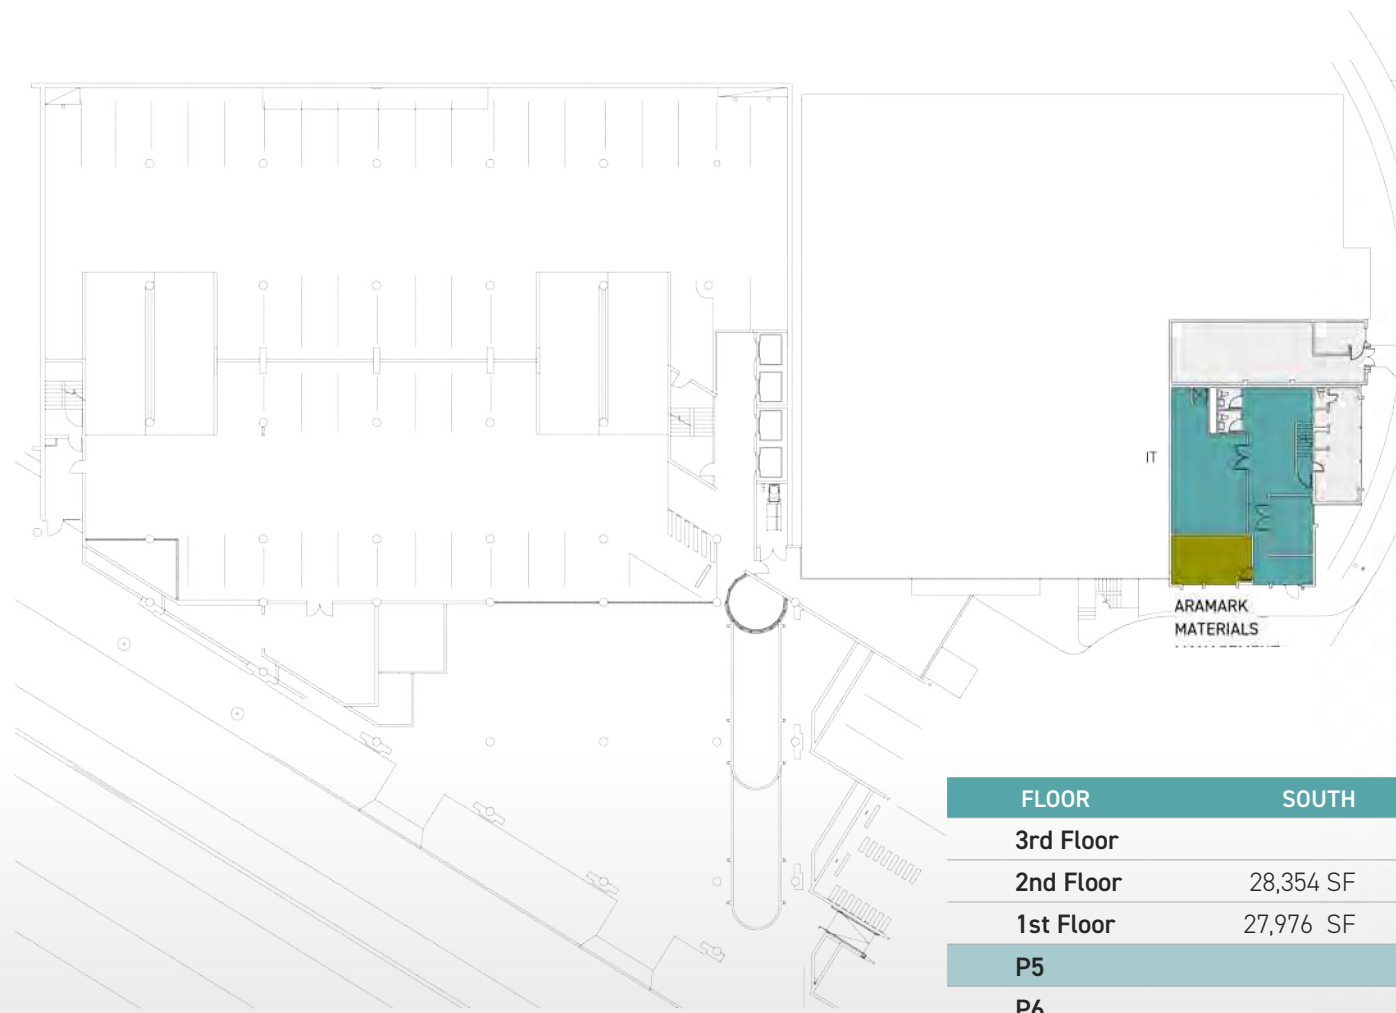 IT
ARAMARK
MATERIALS
FLOOR SOUTH
3rd Floor
2nd Floor 28,354 SF
1st Floor 27,976 SF
P5
P6